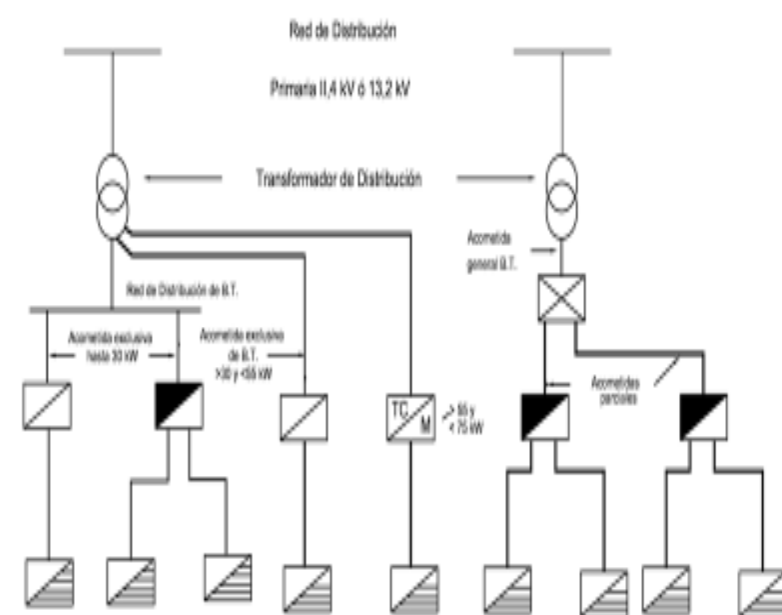 Red de Distribución
Primaria II,4 kV ó 13,2 kV
Transformador de Distribución
Acometida
general B.T.
Red de Distribución de B.T.
Acometida exclusiva
hasta 30 kW
Acometida exclusiva
de B.T.
>30 y <55 kW
Acometidas
parciales
TC
M
> 55 y
< 75 kW